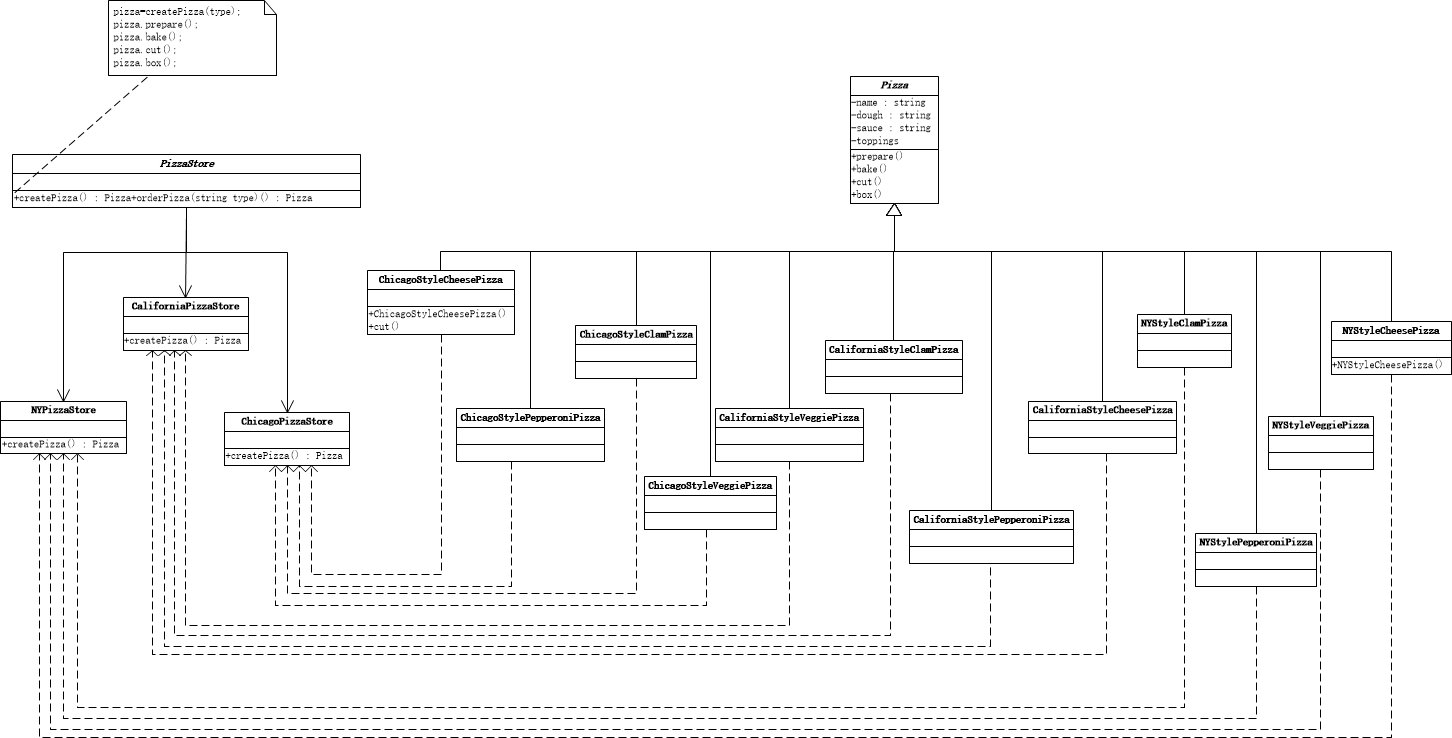 pizza=createPizza(type);
pizza.prepare();
pizza.bake();
pizza.cut();
pizza.box();
Pizza
-name : string
-dough : string
-sauce : string
-toppings
+prepare()
+bake()
+cut()
+box()
PizzaStore
+createPizza() : Pizza+orderPizza(string type)() : Pizza
CaliforniaPizzaStore
+createPizza() : Pizza
NYPizzaStore
+createPizza() : Pizza
ChicagoPizzaStore
+createPizza() : Pizza
ChicagoStyleCheesePizza
+ChicagoStyleCheesePizza()
+cut()
ChicagoStylePepperoniPizza
ChicagoStyleClamPizza
ChicagoStyleVeggiePizza
CaliforniaStyleVeggiePizza
CaliforniaStyleClamPizza
CaliforniaStylePepperoniPizza
CaliforniaStyleCheesePizza
NYStyleClamPizza
NYStylePepperoniPizza
NYStyleVeggiePizza
NYStyleCheesePizza
+NYStyleCheesePizza()